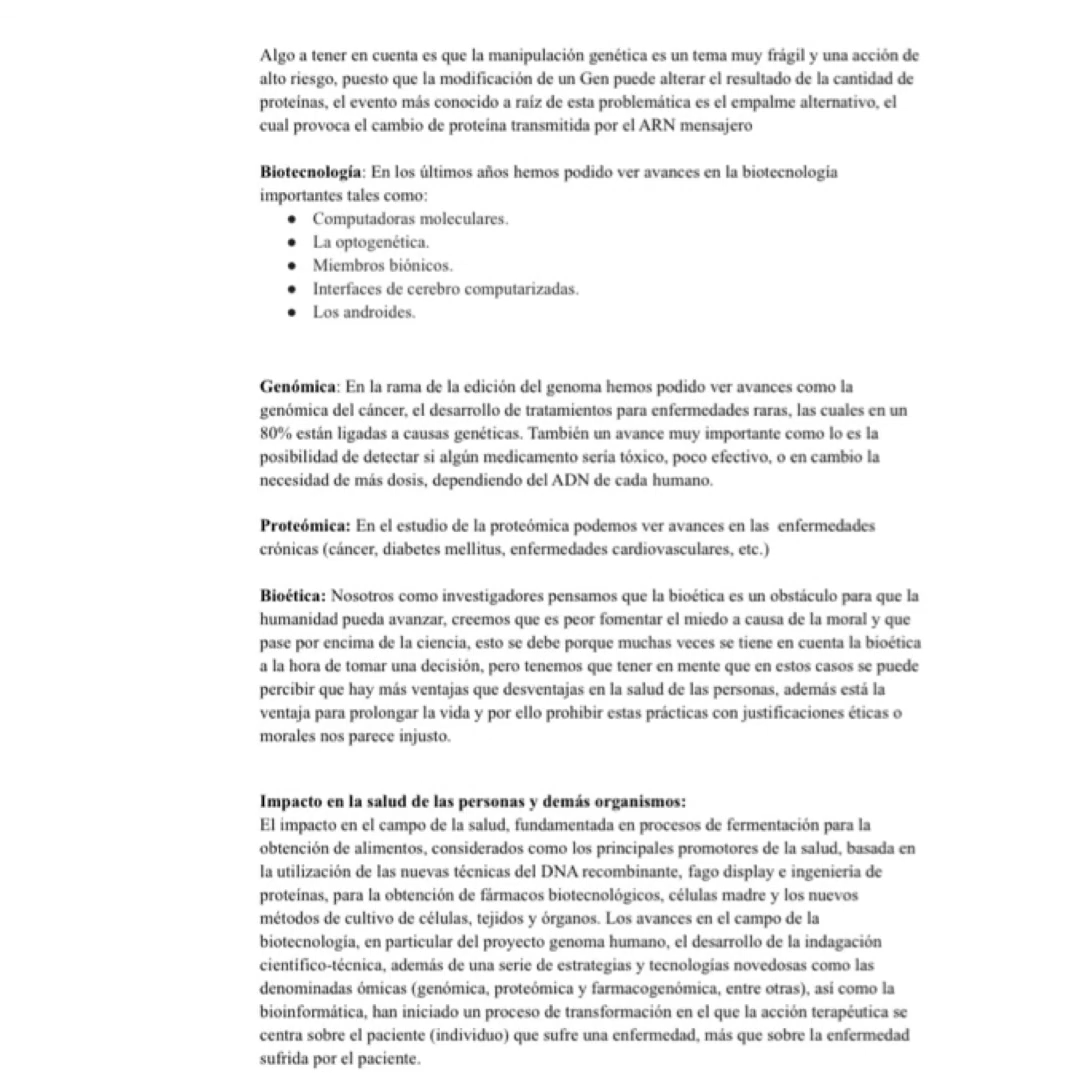 Algo a tener en cuenta es que la manipulación genética es un tema muy frágil y una acción de
alto riesgo, puesto que la modificación de un Gen puede alterar el resultado de la cantidad de
proteínas, el evento más conocido a raíz de esta problemática es el empalme alternativo, el
cual provoca el cambio de proteína transmitida por el ARN mensajero
Biotecnología: En los últimos años hemos podido ver avances en la biotecnología
importantes tales como:
● Computadoras moleculares.
● La optogenética.
● Miembros biónicos.
● Interfaces de cerebro computarizadas.
● Los androides.
Genómica: En la rama de la edición del genoma hemos podido ver avances como la
genómica del cáncer, el desarrollo de tratamientos para enfermedades raras, las cuales en un
80% están ligadas a causas genéticas. También un avance muy importante como lo es la
posibilidad de detectar si algún medicamento sería tóxico, poco efectivo, o en cambio la
necesidad de más dosis, dependiendo del ADN de cada humano.
Proteómica: En el estudio de la proteómica podemos ver avances en las enfermedades
crónicas (cáncer, diabetes mellitus, enfermedades cardiovasculares, etc.)
Bioética: Nosotros como investigadores pensamos que la bioética es un obstáculo para que la
humanidad pueda avanzar, creemos que es peor fomentar el miedo a causa de la moral y que
pase por encima de la ciencia, esto se debe porque muchas veces se tiene en cuenta la bioética
a la hora de tomar una decisión, pero tenemos que tener en mente que en estos casos se puede
percibir que hay más ventajas que desventajas en la salud de las personas, además está la
ventaja para prolongar la vida y por ello prohibir estas prácticas con justificaciones éticas o
morales nos parece injusto.
Impacto en la salud de las personas y demás organismos:
El impacto en el campo de la salud, fundamentada en procesos de fermentación para la
obtención de alimentos, considerados como los principales promotores de la salud, basada en
la utilización de las nuevas técnicas del DNA recombinante, fago display e ingeniería de
proteínas, para la obtención de fármacos biotecnológicos, células madre y los nuevos
métodos de cultivo de células, tejidos y órganos. Los avances en el campo de la
biotecnología, en particular del proyecto genoma humano, el desarrollo de la indagación
científico-técnica, además de una serie de estrategias y tecnologías novedosas como las
denominadas ómicas (genómica, proteómica y farmacogenómica, entre otras), así como la
bioinformática, han iniciado un proceso de transformación en el que la acción terapéutica se
centra sobre el paciente (individuo) que sufre una enfermedad, más que sobre la enfermedad
sufrida por el paciente.